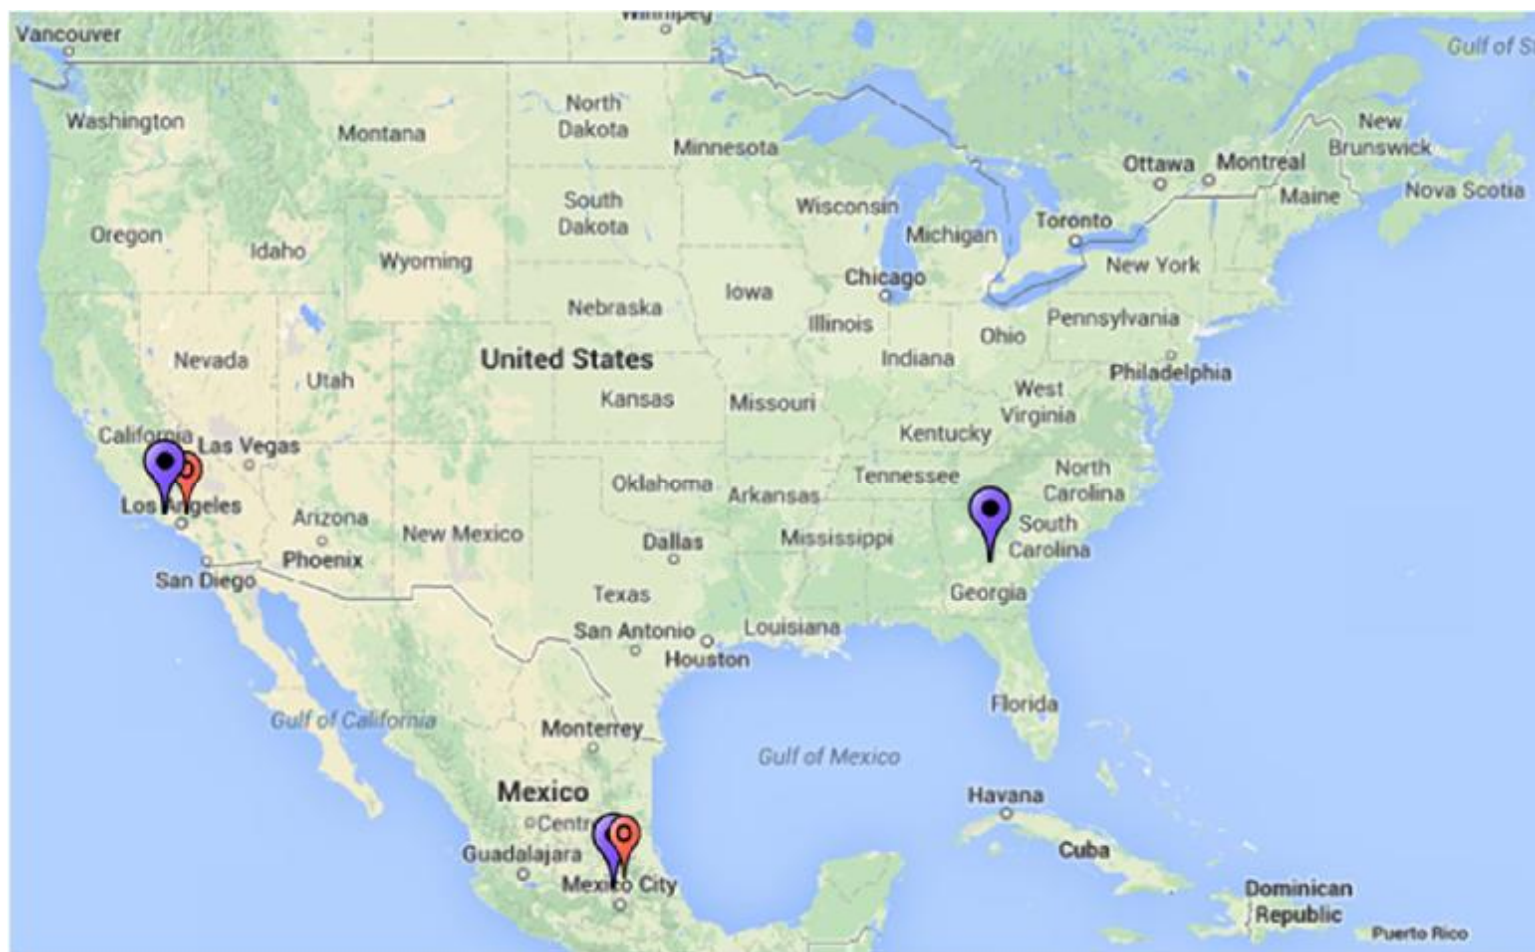 Winnipeg
Vancouver
Gulf of
Washington
Montana
North
Dakota
Minnesota
New
Brunswick
Ottawa
Montreal
Maine
Nova Scotia
Oregon
Idaho
Wyoming
South
Dakota
Wisconsin
Michigan
Toronto
New York
Chicago
Nebraska
Iowa
Illinois
Indiana
Ohio
Pennsylvania
Philadelphia
Nevada
Utah
United States
Kansas
Missouri
West
Virginia
Kentucky
California
Las Vegas
Los Angeles
Oklahoma
Arkansas
Tennessee
North
Carolina
Arizona
Phoenix
New Mexico
Dallas
Mississippi
South
Carolina
San Diego
Texas
Georgia
San Antonio
Houston
Louisiana
Florida
Gulf of California
Monterrey
Gulf of Mexico
Mexico
Havana
Guadalajara
Mexico City
Cuba
Dominican
Republic
Puerto Rico